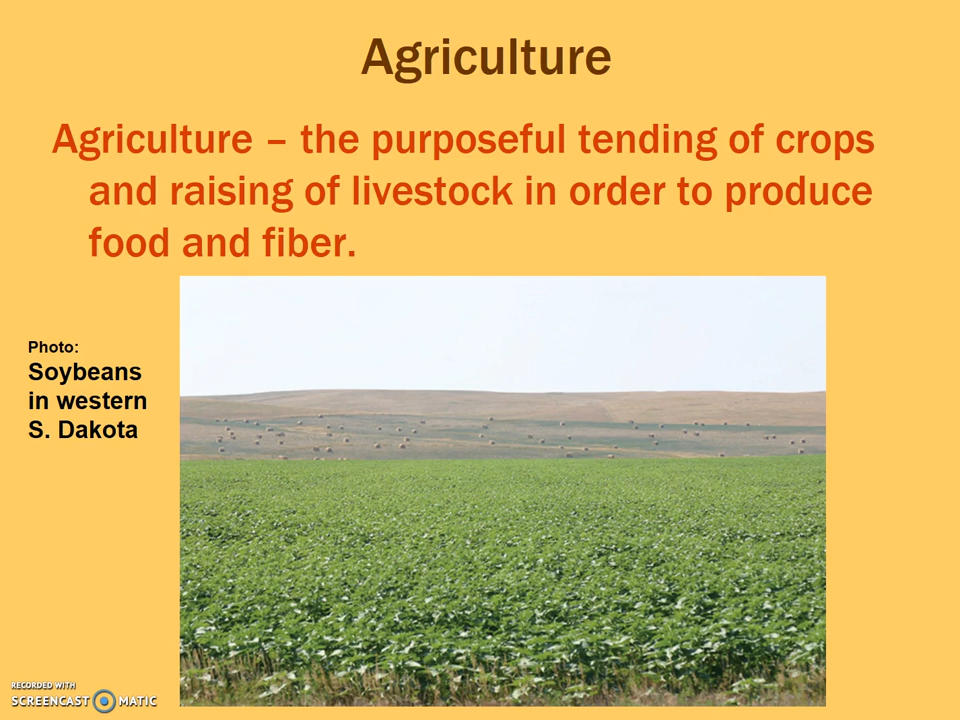 Agriculture
Agriculture – the purposeful tending of crops
and raising of livestock in order to produce
food and fiber.
Photo:
Soybeans
in western
S. Dakota
RECORDED WITH
SCREENCAST MATIC